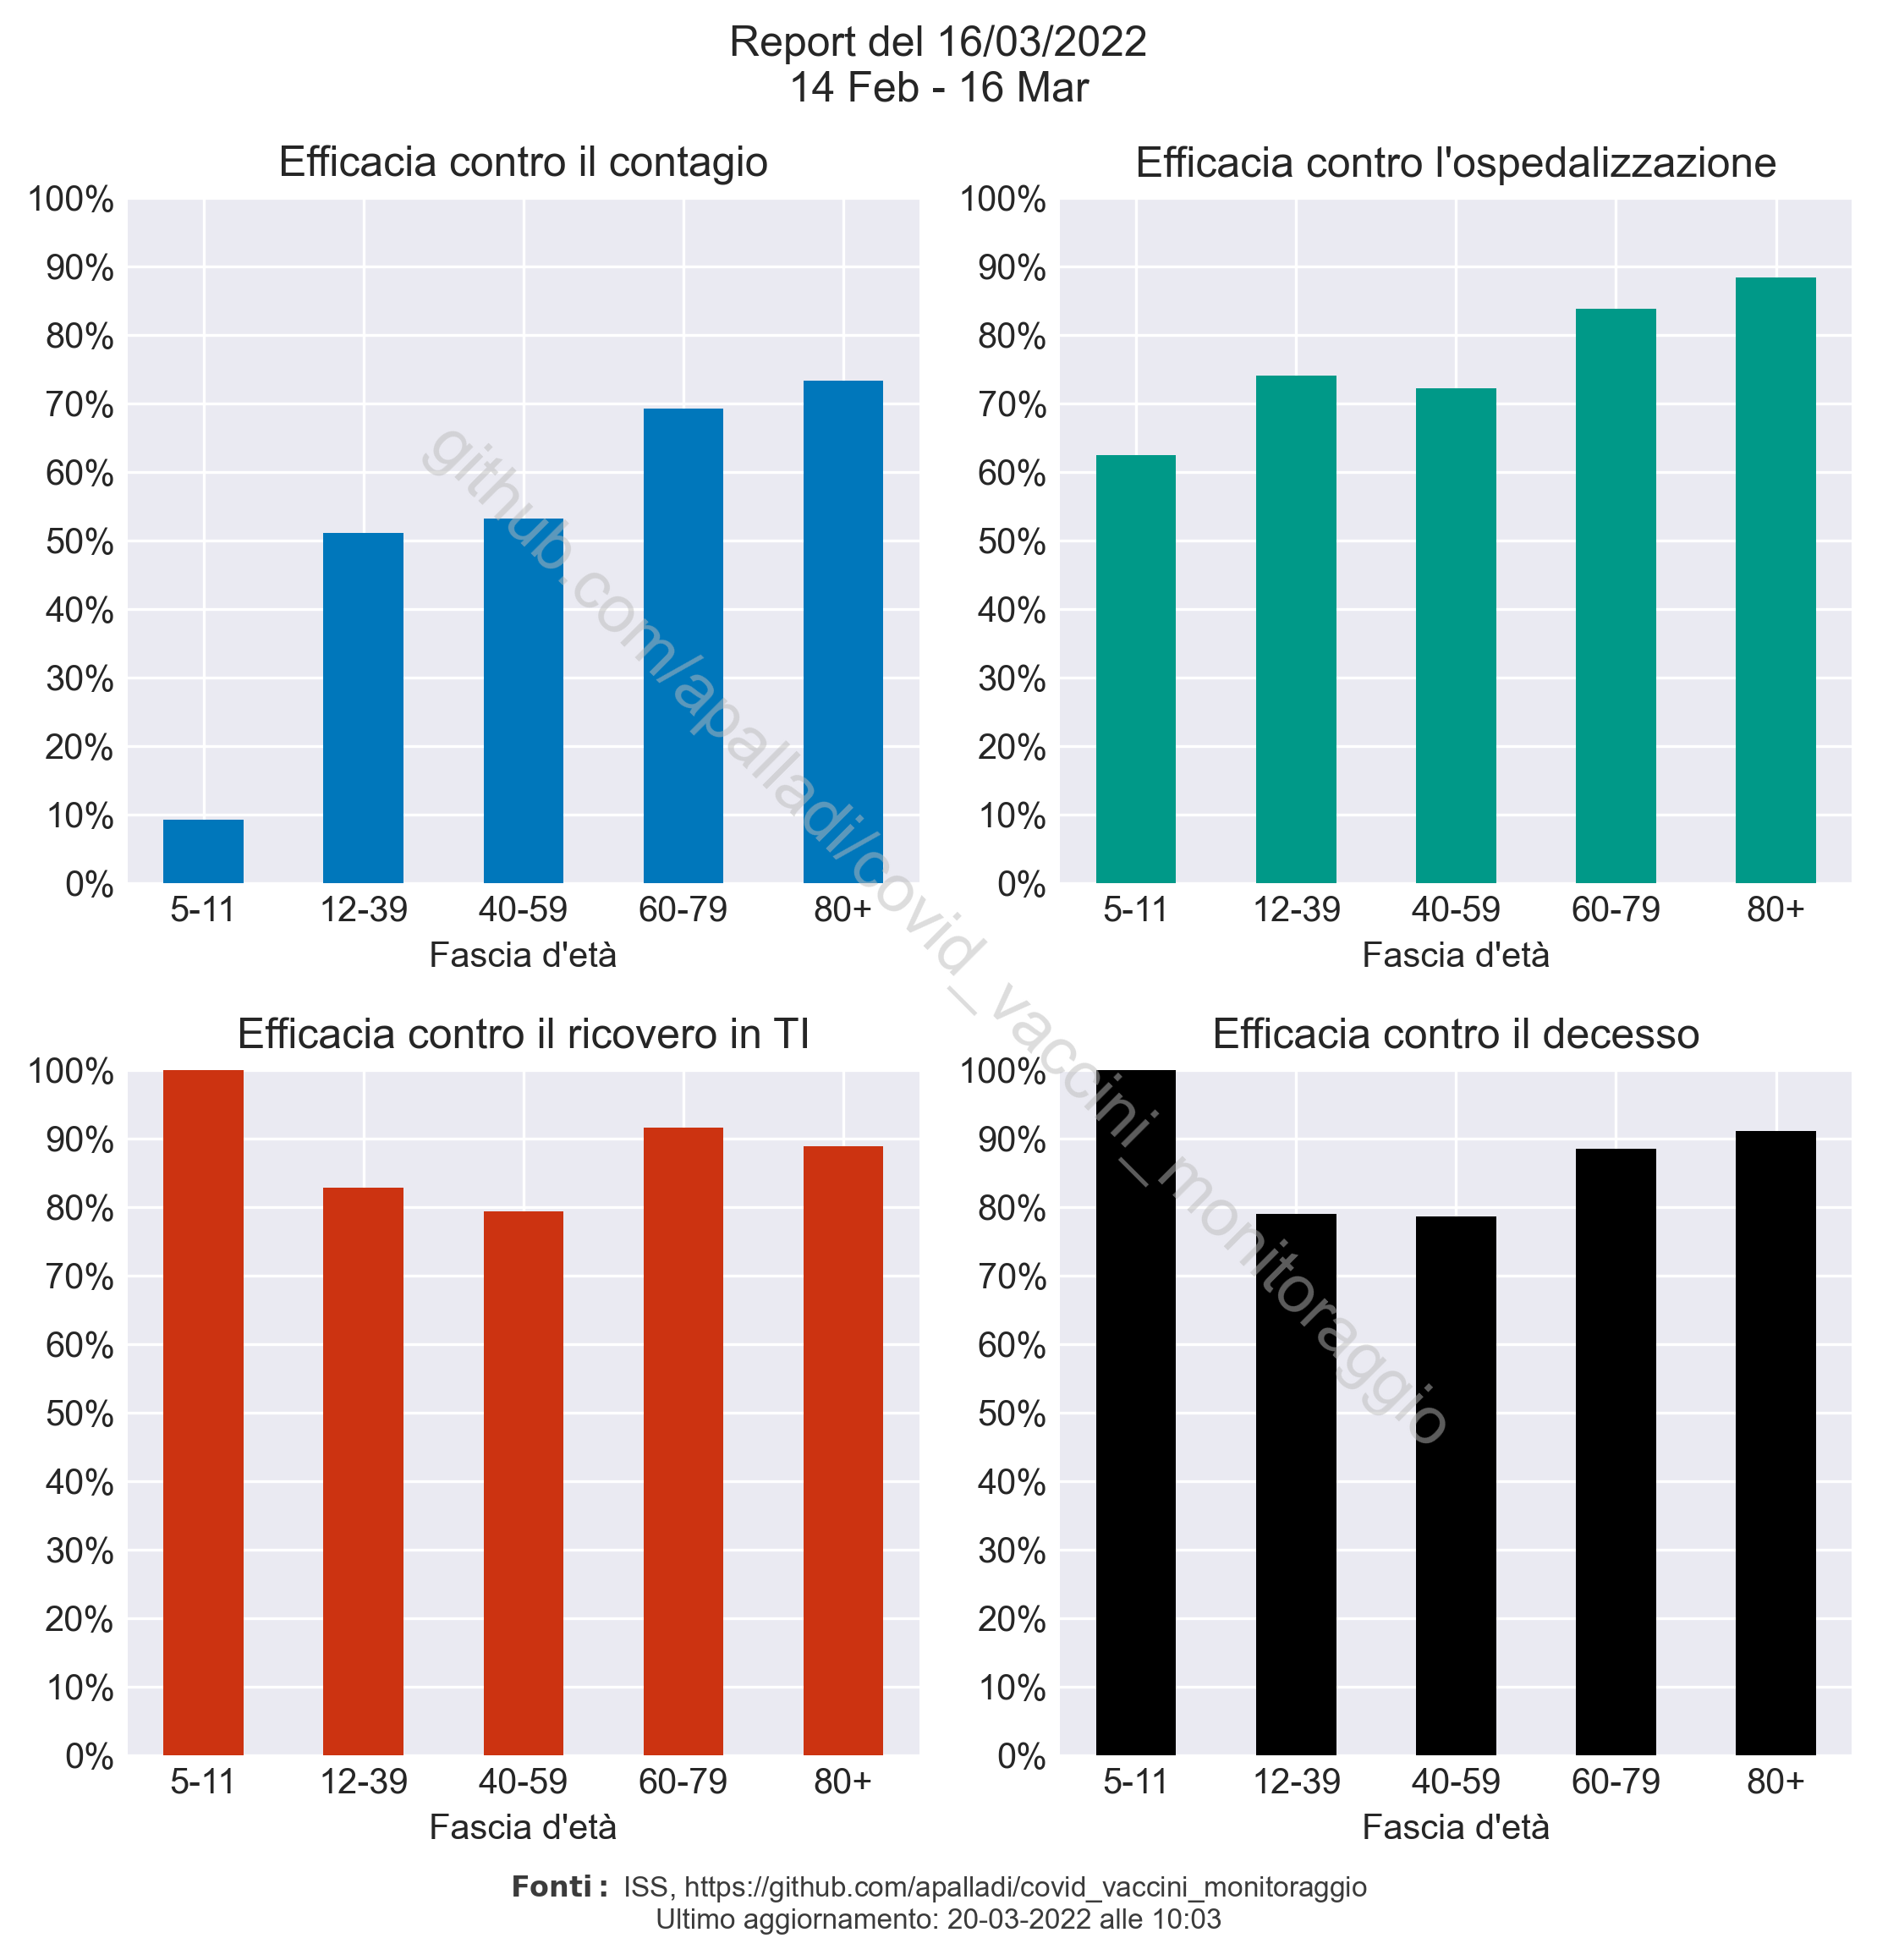 Report del 16/03/2022
14 Feb - 16 Mar
Efficacia contro il contagio
100%
90%
80%
70%
60%
50%
40%
30%
20%
10%
0%
5-11 12-39 40-59 60-79 80+
Fascia d'età
Efficacia contro l'ospedalizzazione
100%
90%
80%
70%
60%
50%
40%
30%
20%
10%
0%
5-11 12-39 40-59 60-79 80+
Fascia d'età
Efficacia contro il ricovero in TI
100%
90%
80%
70%
60%
50%
40%
30%
20%
10%
0%
5-11 12-39 40-59 60-79 80+
Fascia d'età
Efficacia contro il decesso
100%
90%
80%
70%
60%
50%
40%
30%
20%
10%
0%
5-11 12-39 40-59 60-79 80+
Fascia d'età
github.com/apalladi/covid_vaccini_monitoraggio
Fonti: ISS, https://github.com/apalladi/covid_vaccini_monitoraggio
Ultimo aggiornamento: 20-03-2022 alle 10:03